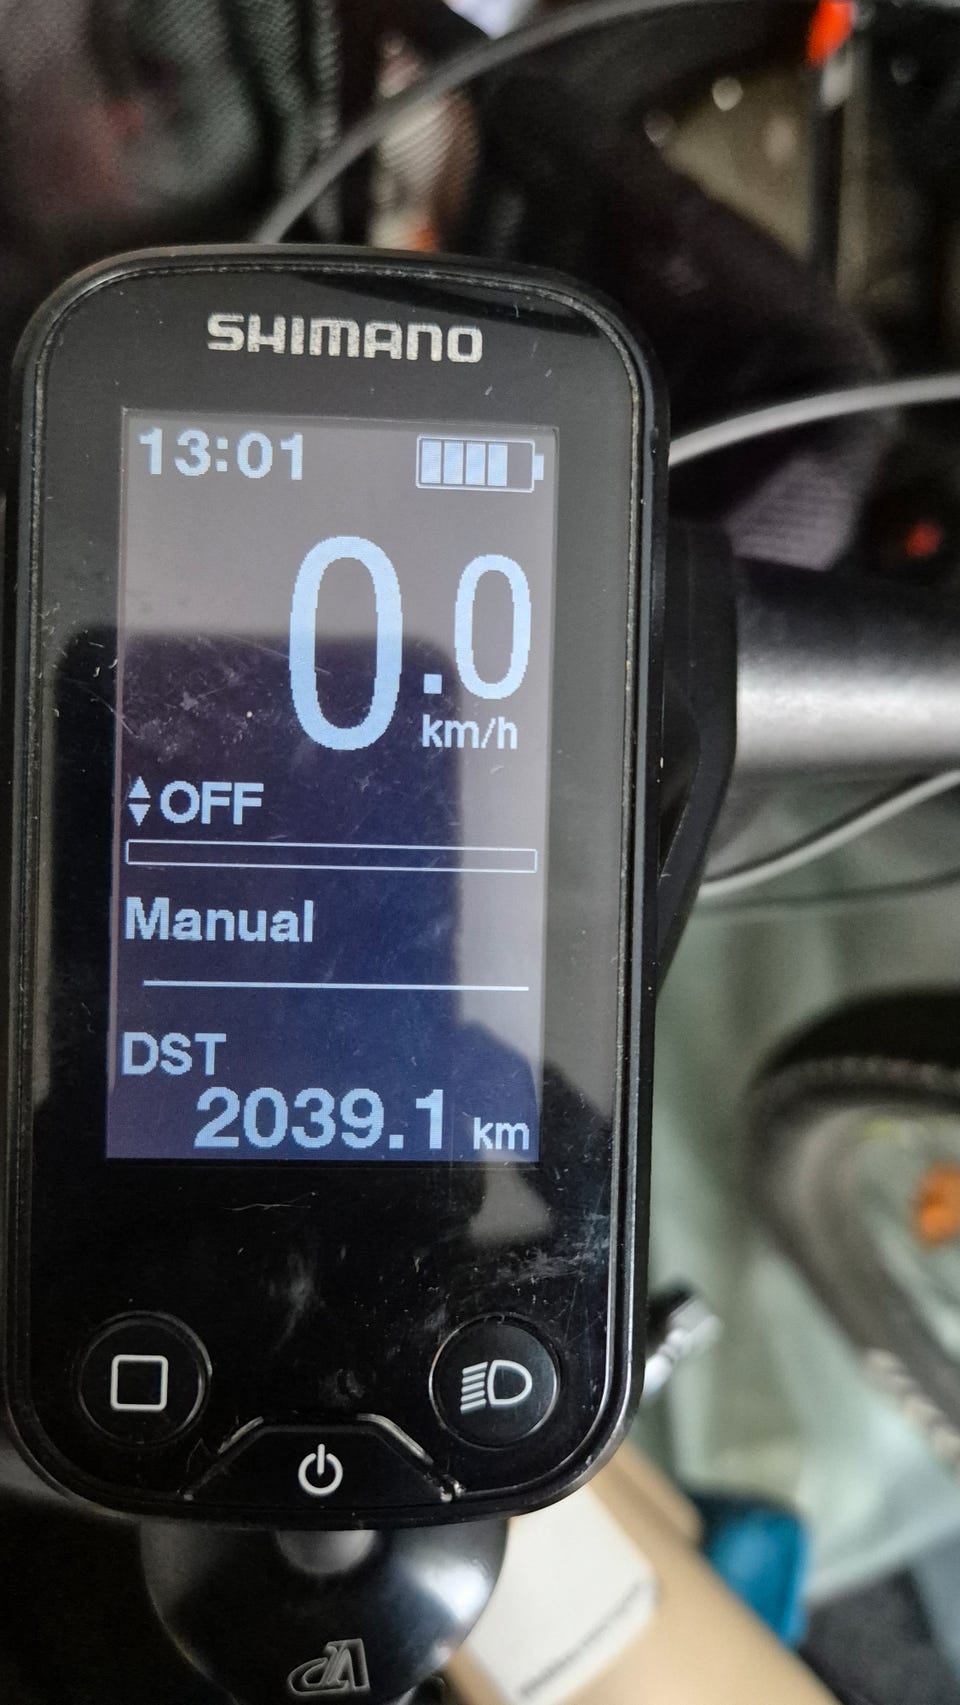 SHIMANO
13:01
0.0
km/h
OFF
Manual
DST
2039.1 km